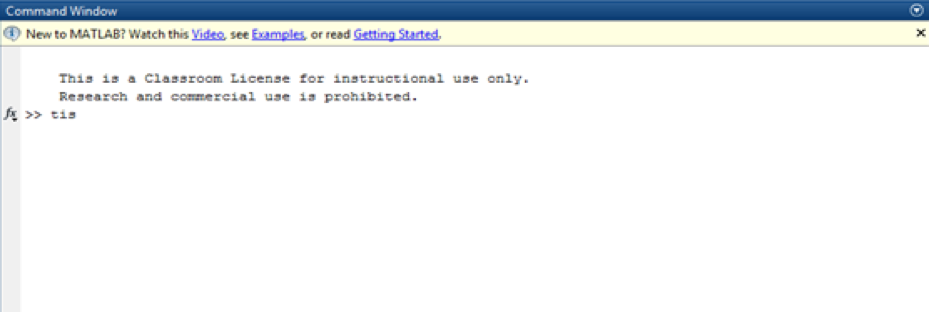 Command Window
New to MATLAB? Watch this Video, see Examples, or read Getting Started.
This is a Classroom License for instructional use only.
Research and commercial use is prohibited.
fx >> tis